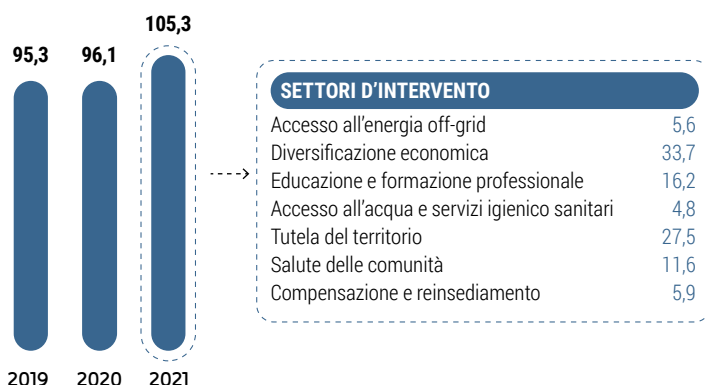 95,3
96,1
105,3
2019
2020
2021
SETTORI D'INTERVENTO
Accesso all'energia off-grid 5,6
Diversificazione economica 33,7
Educazione e formazione professionale 16,2
Accesso all'acqua e servizi igienico sanitari 4,8
Tutela del territorio 27,5
Salute delle comunità 11,6
Compensazione e reinsediamento 5,9